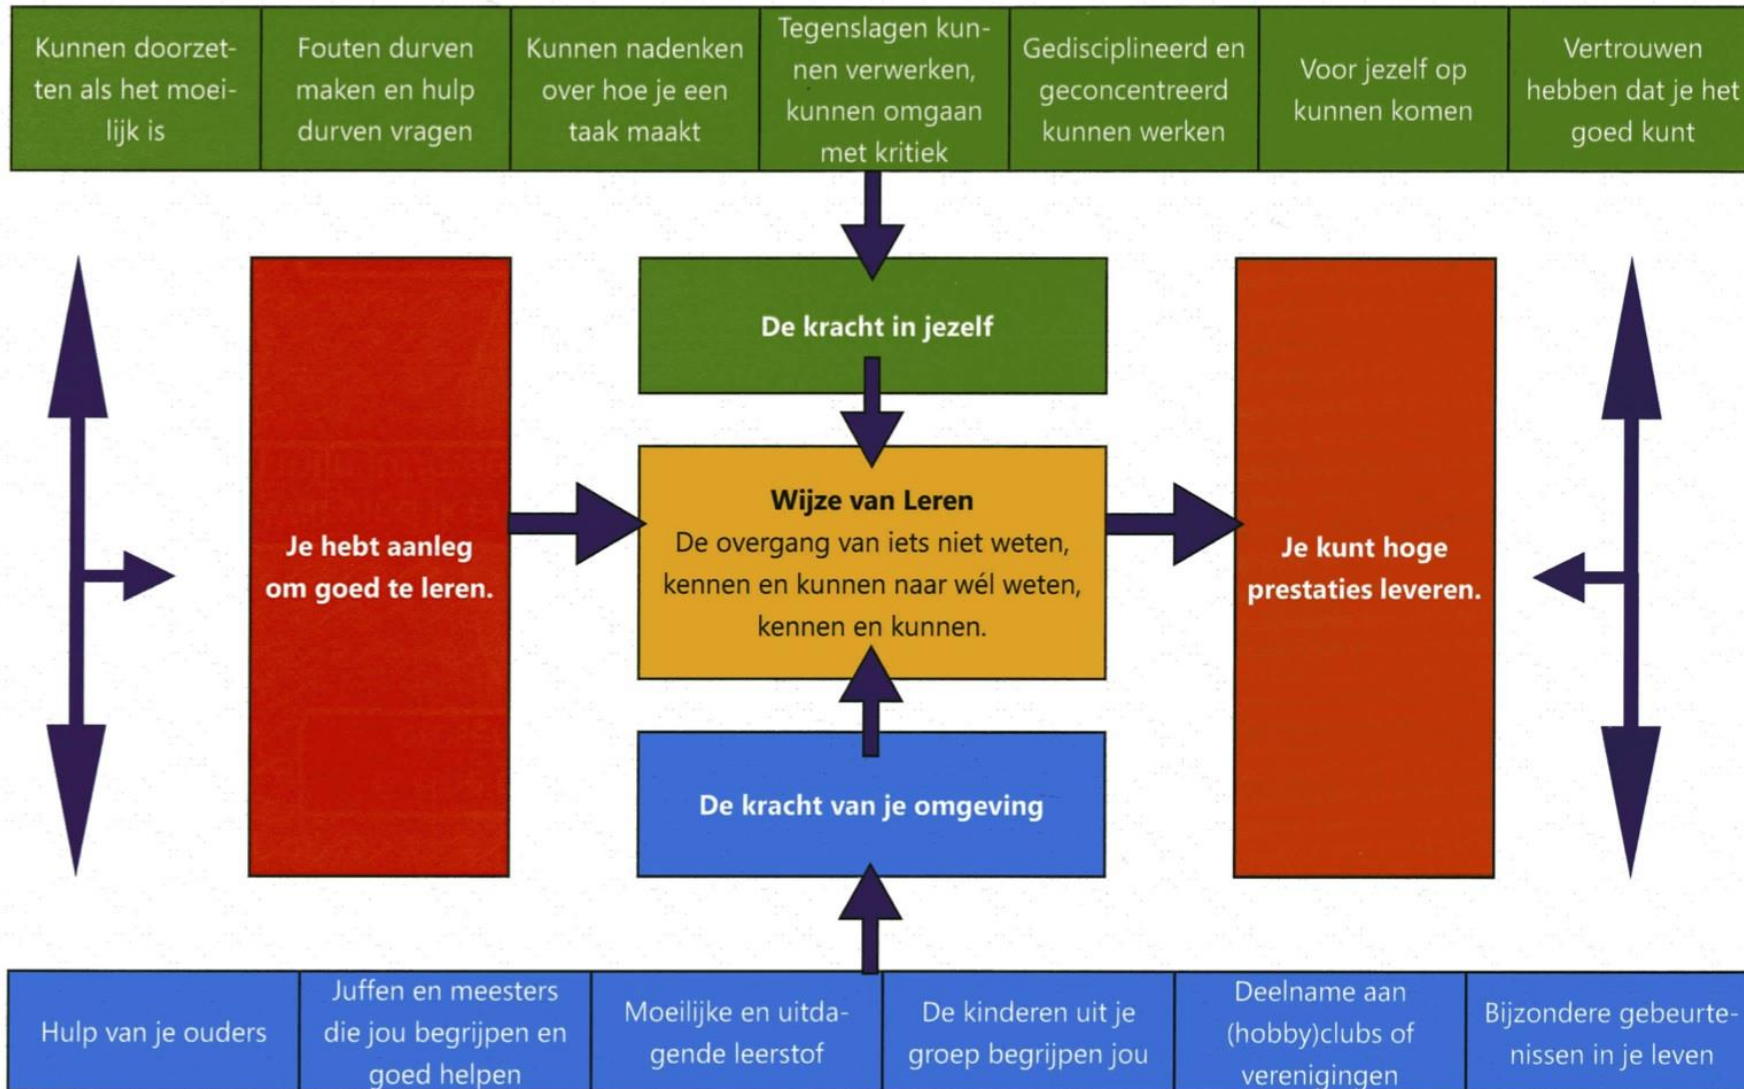 Kunnen doorzet-
ten als het moei-
lijk is
Fouten durven
maken en hulp
durven vragen
Kunnen nadenken
over hoe je een
taak maakt
Tegenslagen kun-
nen verwerken,
kunnen omgaan
met kritiek
Gedisciplineerd en
geconcentreerd
kunnen werken
Voor jezelf op
kunnen komen
Vertrouwen
hebben dat je het
goed kunt
De kracht in jezelf
Je hebt aanleg
om goed te leren.
Wijze van Leren
De overgang van iets niet weten,
kennen en kunnen naar wél weten,
kennen en kunnen.
Je kunt hoge
prestaties leveren.
De kracht van je omgeving
Hulp van je ouders
Juffen en meesters
die jou begrijpen en
goed helpen
Moeilijke en uitda-
gende leerstof
De kinderen uit je
groep begrijpen jou
Deelname aan
(hobby)clubs of
verenigingen
Bijzondere gebeurte-
nissen in je leven